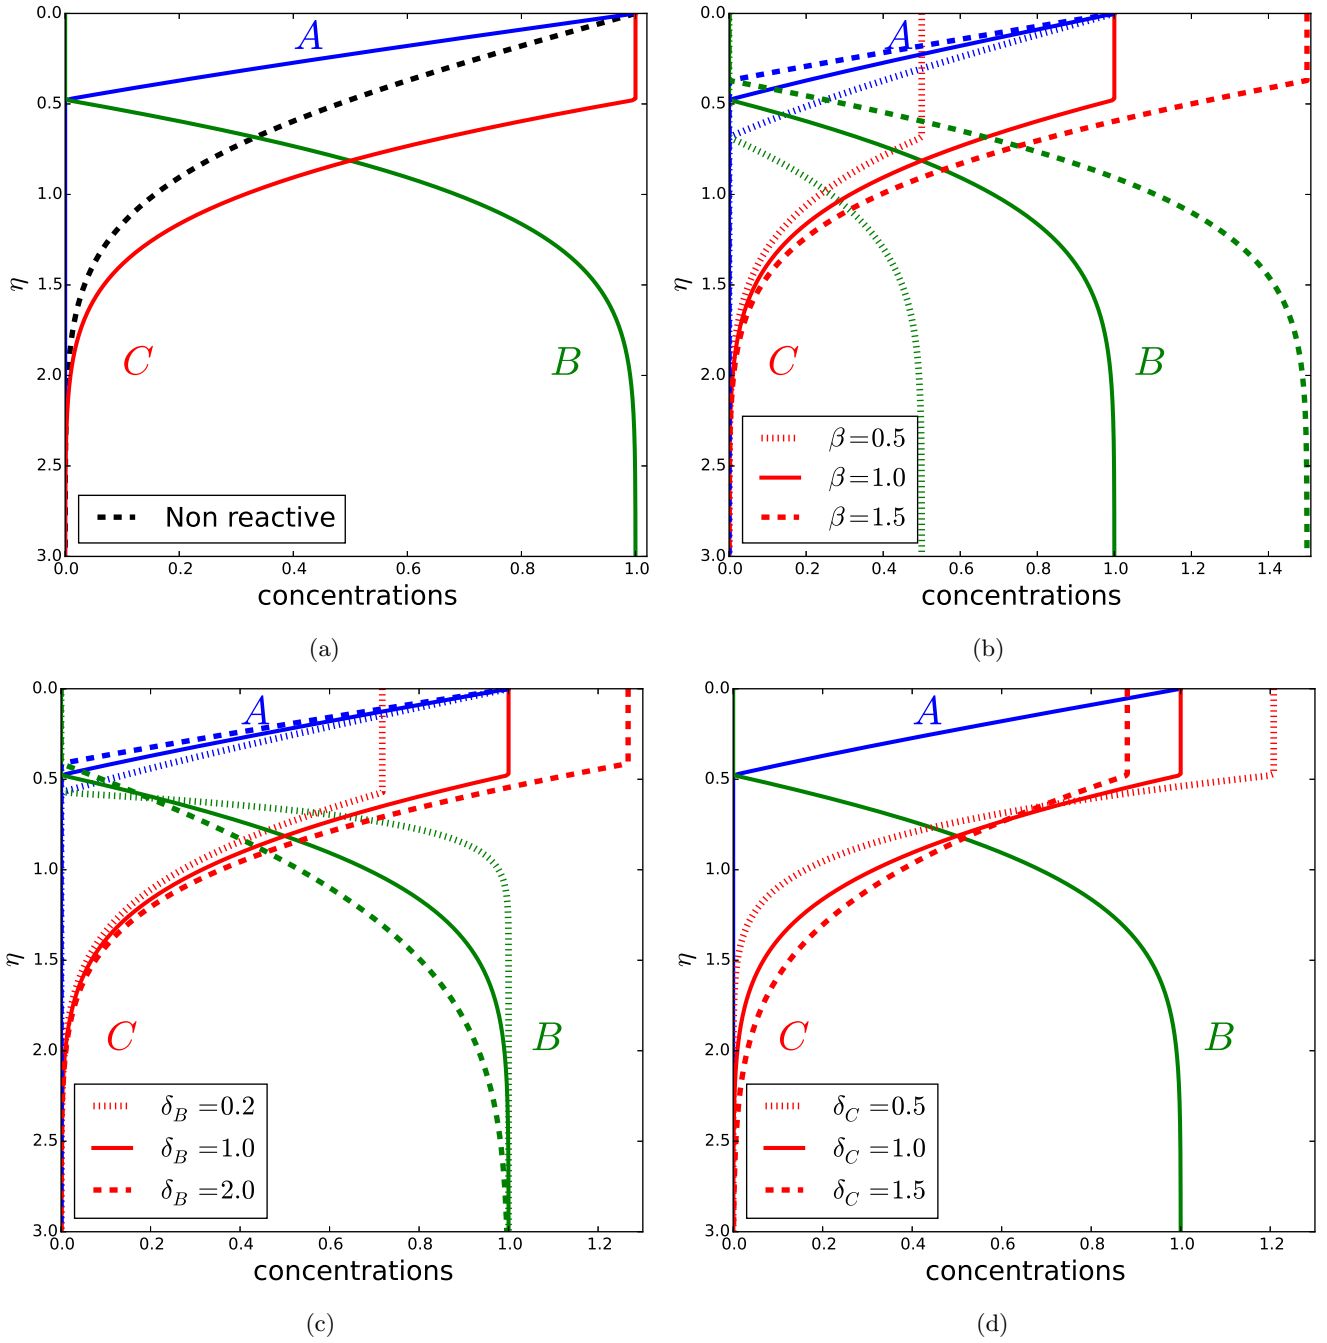 0.0
0.5
1.0
1.5
2.0
2.5
3.0
η
A
C
B
Non reactive
0.0 0.2 0.4 0.6 0.8 1.0
concentrations
(a)
0.0
0.5
1.0
1.5
2.0
2.5
3.0
η
A
C
B
β=0.5
β=1.0
β=1.5
0.0 0.2 0.4 0.6 0.8 1.0 1.2 1.4
concentrations
(b)
0.0
0.5
1.0
1.5
2.0
2.5
3.0
η
A
C
B
δ_B =0.2
δ_B =1.0
δ_B =2.0
0.0 0.2 0.4 0.6 0.8 1.0 1.2
concentrations
(c)
0.0
0.5
1.0
1.5
2.0
2.5
3.0
η
A
C
B
δ_C =0.5
δ_C =1.0
δ_C =1.5
0.0 0.2 0.4 0.6 0.8 1.0 1.2
concentrations
(d)